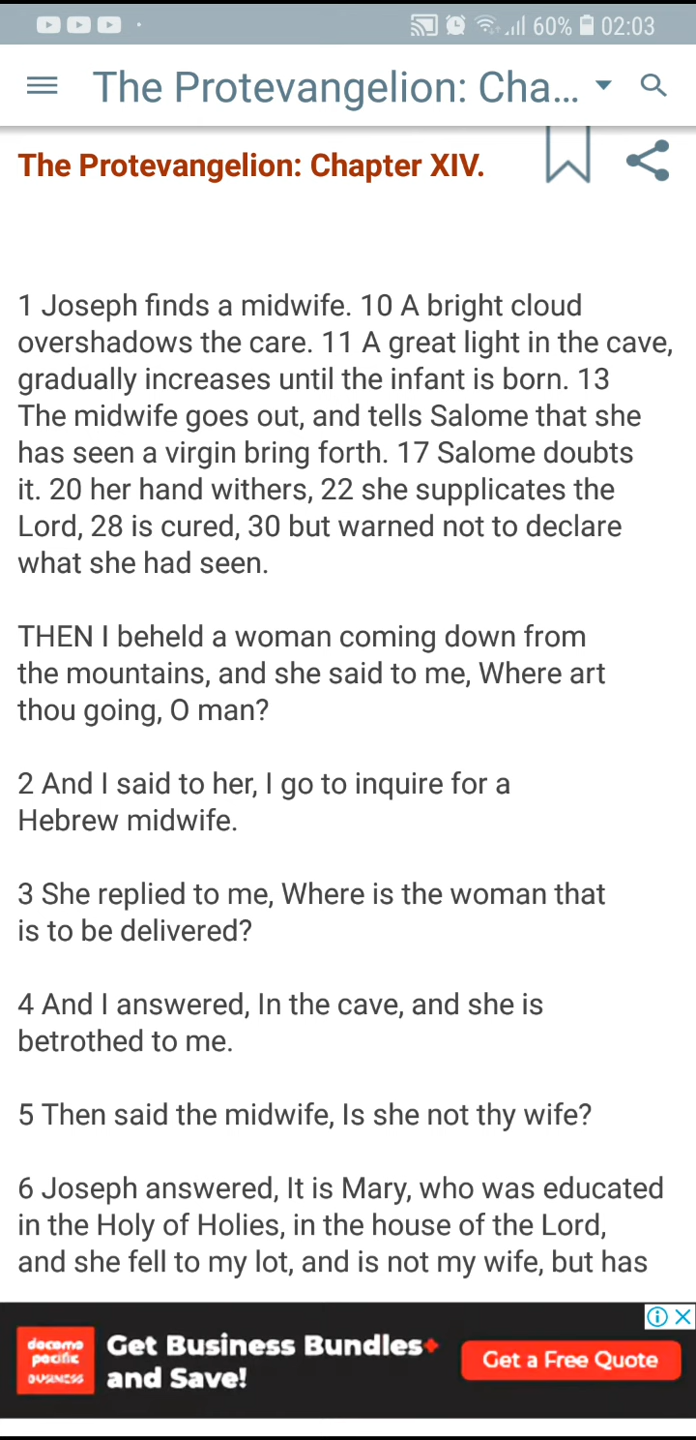 60% 02:03
The Protevangelion: Cha...
The Protevangelion: Chapter XIV.
1 Joseph finds a midwife. 10 A bright cloud
overshadows the care. 11 A great light in the cave,
gradually increases until the infant is born. 13
The midwife goes out, and tells Salome that she
has seen a virgin bring forth. 17 Salome doubts
it. 20 her hand withers, 22 she supplicates the
Lord, 28 is cured, 30 but warned not to declare
what she had seen.
THEN I beheld a woman coming down from
the mountains, and she said to me, Where art
thou going, O man?
2 And I said to her, I go to inquire for a
Hebrew midwife.
3 She replied to me, Where is the woman that
is to be delivered?
4 And I answered, In the cave, and she is
betrothed to me.
5 Then said the midwife, Is she not thy wife?
6 Joseph answered, It is Mary, who was educated
in the Holy of Holies, in the house of the Lord,
and she fell to my lot, and is not my wife, but has
docomo
pacific
BUSINESS
Get Business Bundles+
and Save!
Get a Free Quote